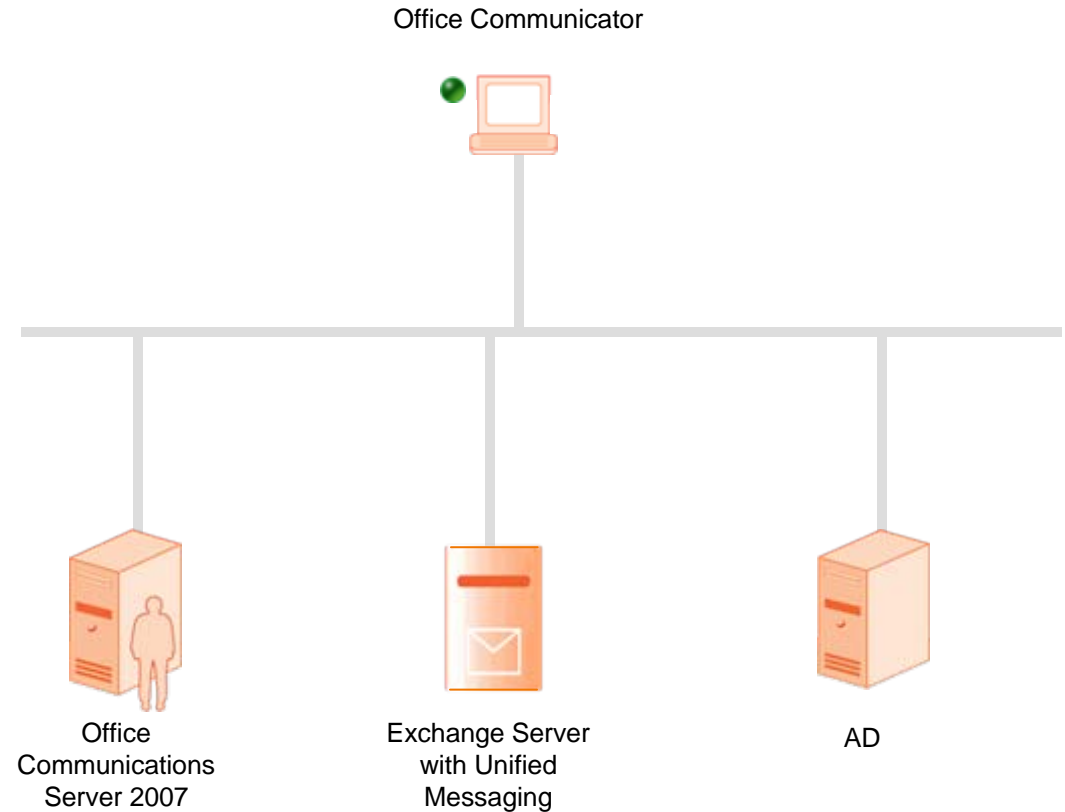 Office Communicator
Office
Communications
Server 2007
Exchange Server
with Unified
Messaging
AD